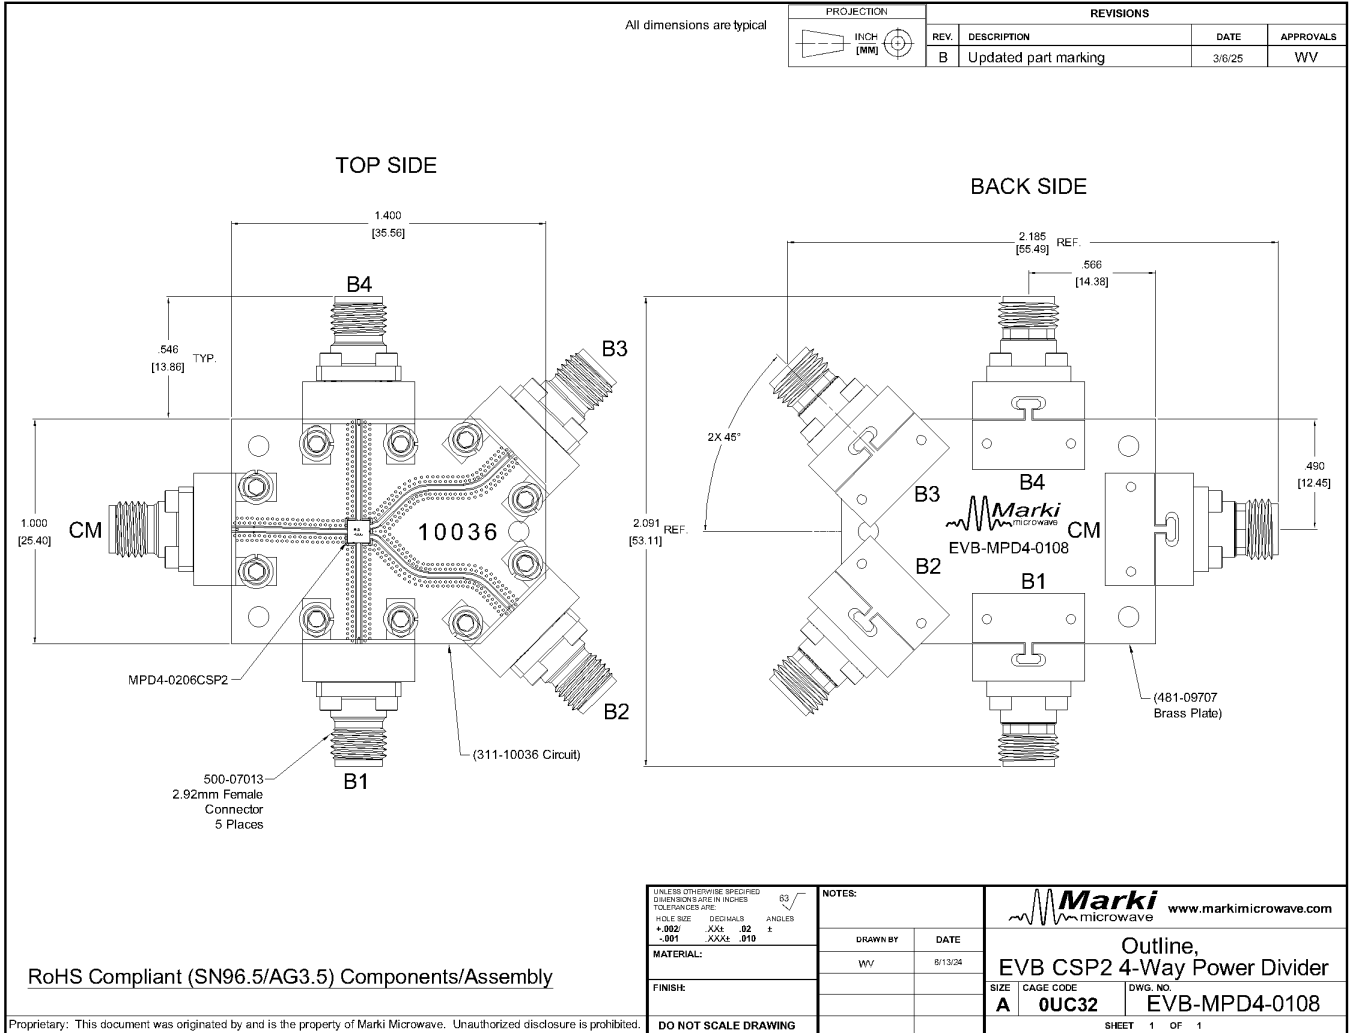 All dimensions are typical
PROJECTION
INCH
[MM]
REVISIONS
REV. DESCRIPTION DATE APPROVALS
B Updated part marking 3/6/25 WV
TOP SIDE
1.400
[35.56]
B4
.546
[13.86]
TYP.
B3
1.000
[25.40]
CM
10036
MPD4-0206CSP2
B2
(311-10036 Circuit)
B1
500-07013
2.92mm Female
Connector
5 Places
BACK SIDE
2.185
[55.49]
REF.
.566
[14.38]
2X 45°
.490
[12.45]
2.091
[53.11]
REF.
B3
B4
Marki
microwave
CM
EVB-MPD4-0108
B2
B1
(481-09707
Brass Plate)
RoHS Compliant (SN96.5/AG3.5) Components/Assembly
Proprietary: This document was originated by and is the property of Marki Microwave. Unauthorized disclosure is prohibited.
UNLESS OTHERWISE SPECIFIED
DIMENSIONS ARE IN INCHES
TOLERANCES ARE:
63
HOLE SIZE DECIMALS ANGLES
+.002/ .XX± .02 ±
-.001 .XXX± .010
MATERIAL:
FINISH:
DO NOT SCALE DRAWING
NOTES:
DRAWN BY DATE
WV 6/13/24
Marki
microwave
www.markimicrowave.com
Outline,
EVB CSP2 4-Way Power Divider
SIZE CAGE CODE DWG. NO.
A 0UC32 EVB-MPD4-0108
SHEET 1 OF 1